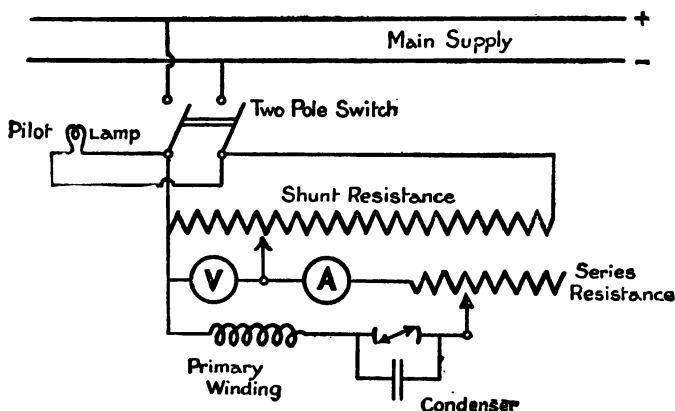 +
Main Supply
-
Two Pole Switch
Pilot Lamp
Shunt Resistance
V
A
Series
Resistance
Primary
Winding
Condenser